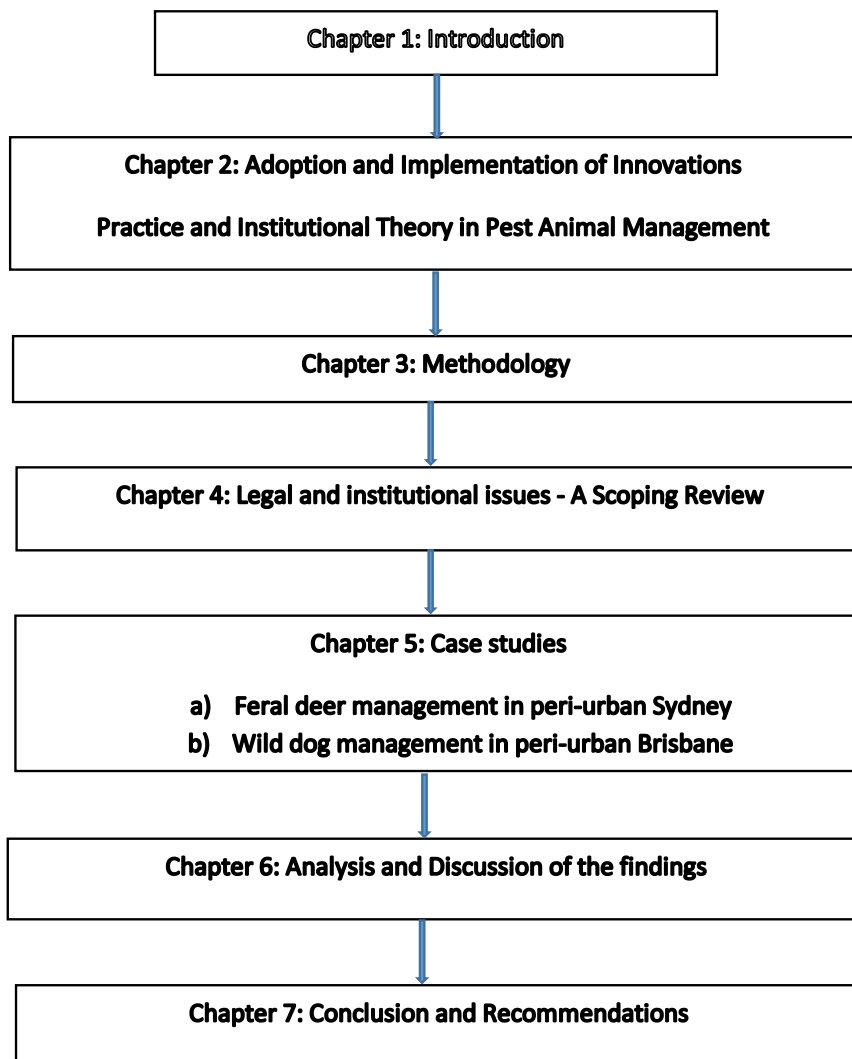 Chapter 1: Introduction
Chapter 2: Adoption and Implementation of Innovations
Practice and Institutional Theory in Pest Animal Management
Chapter 3: Methodology
Chapter 4: Legal and institutional issues - A Scoping Review
Chapter 5: Case studies
a) Feral deer management in peri-urban Sydney
b) Wild dog management in peri-urban Brisbane
Chapter 6: Analysis and Discussion of the findings
Chapter 7: Conclusion and Recommendations